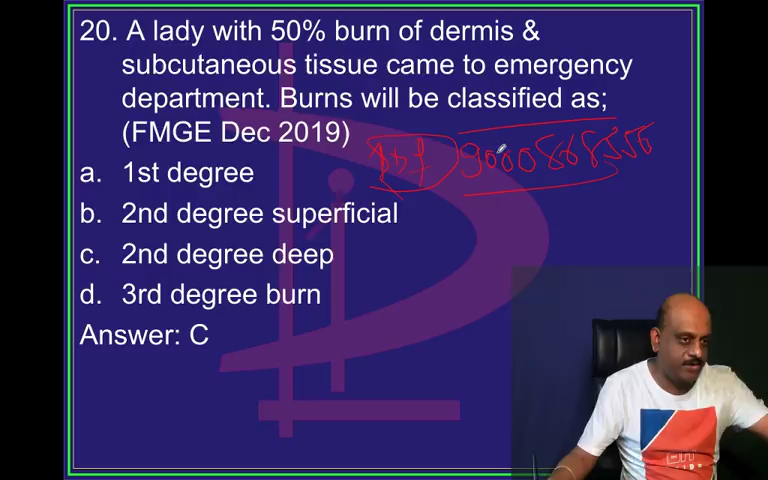 20. A lady with 50% burn of dermis &
subcutaneous tissue came to emergency
department. Burns will be classified as;
(FMGE Dec 2019)
a. 1st degree
b. 2nd degree superficial
c. 2nd degree deep
d. 3rd degree burn
Answer: C